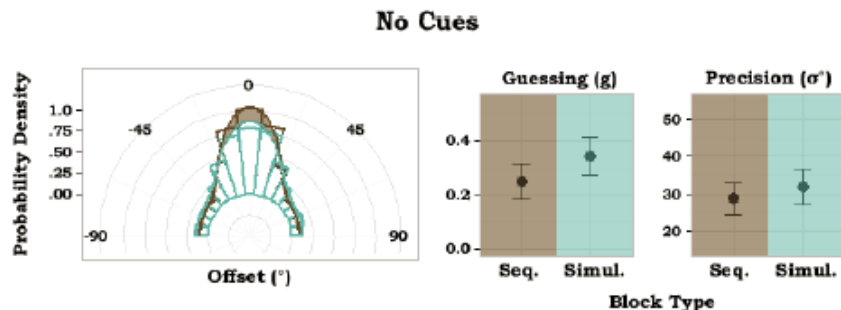 No Cues
Probability Density
1.0
.75
.50
.25
.00
-90
-45
0
45
90
Offset (°)
Guessing (g)
0.4
0.2
0.0
Seq. Simul.
Precision (σ°)
50
40
30
20
Seq. Simul.
Block Type